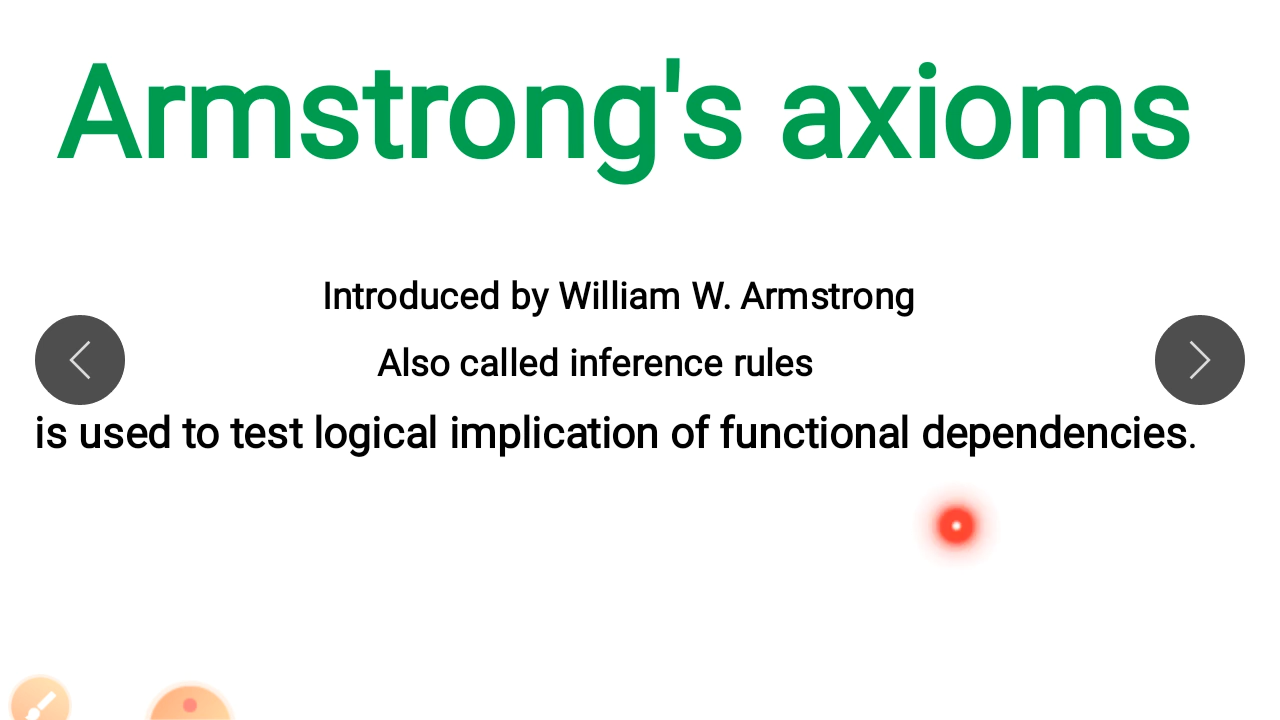 Armstrong's axioms
Introduced by William W. Armstrong
Also called inference rules
is used to test logical implication of functional dependencies.